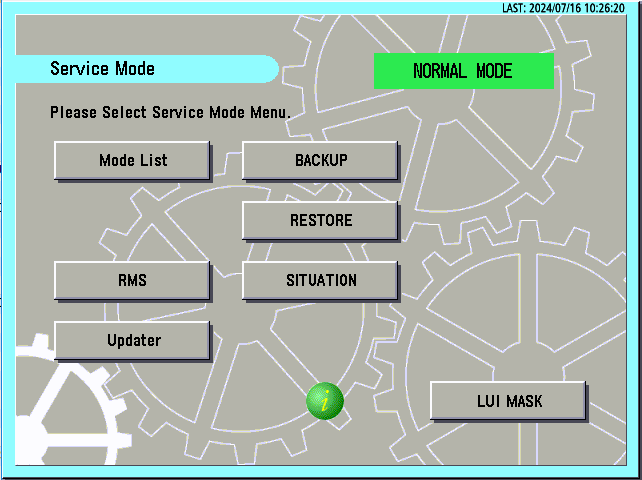 LAST: 2024/07/16 10:26:20
Service Mode
NORMAL MODE
Please Select Service Mode Menu.
Mode List
BACKUP
RESTORE
RMS
SITUATION
Updater
i
LUI MASK